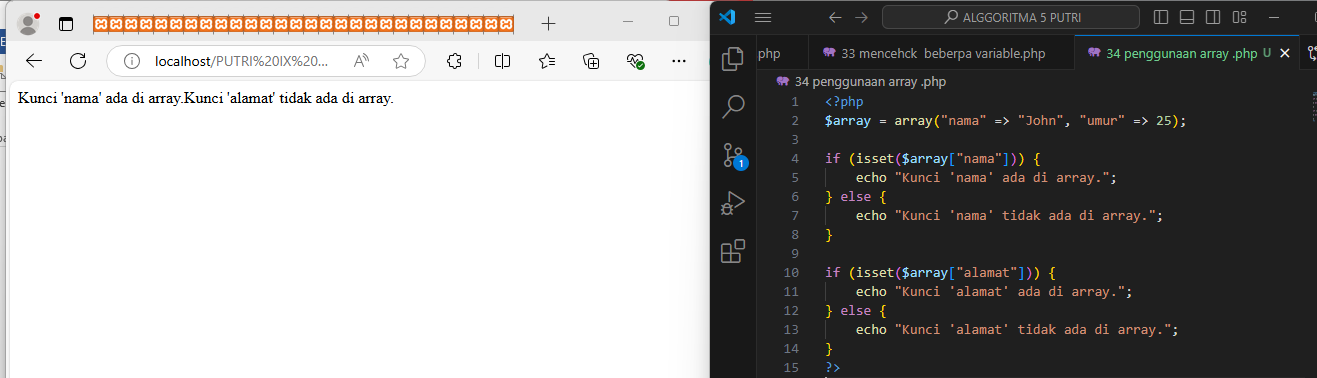 localhost/PUTRI%20IX%20...
Kunci 'nama' ada di array.Kunci 'alamat' tidak ada di array.
ALGGORITMA 5 PUTRI
php
33 mencehck beberpa variable.php
34 penggunaan array .php U
34 penggunaan array .php
1
1 <?php
2 $array = array("nama" => "John", "umur" => 25);
3
4 if (isset($array["nama"])) {
5 echo "Kunci 'nama' ada di array.";
6 } else {
7 echo "Kunci 'nama' tidak ada di array.";
8 }
9
10 if (isset($array["alamat"])) {
11 echo "Kunci 'alamat' ada di array.";
12 } else {
13 echo "Kunci 'alamat' tidak ada di array.";
14 }
15 ?>